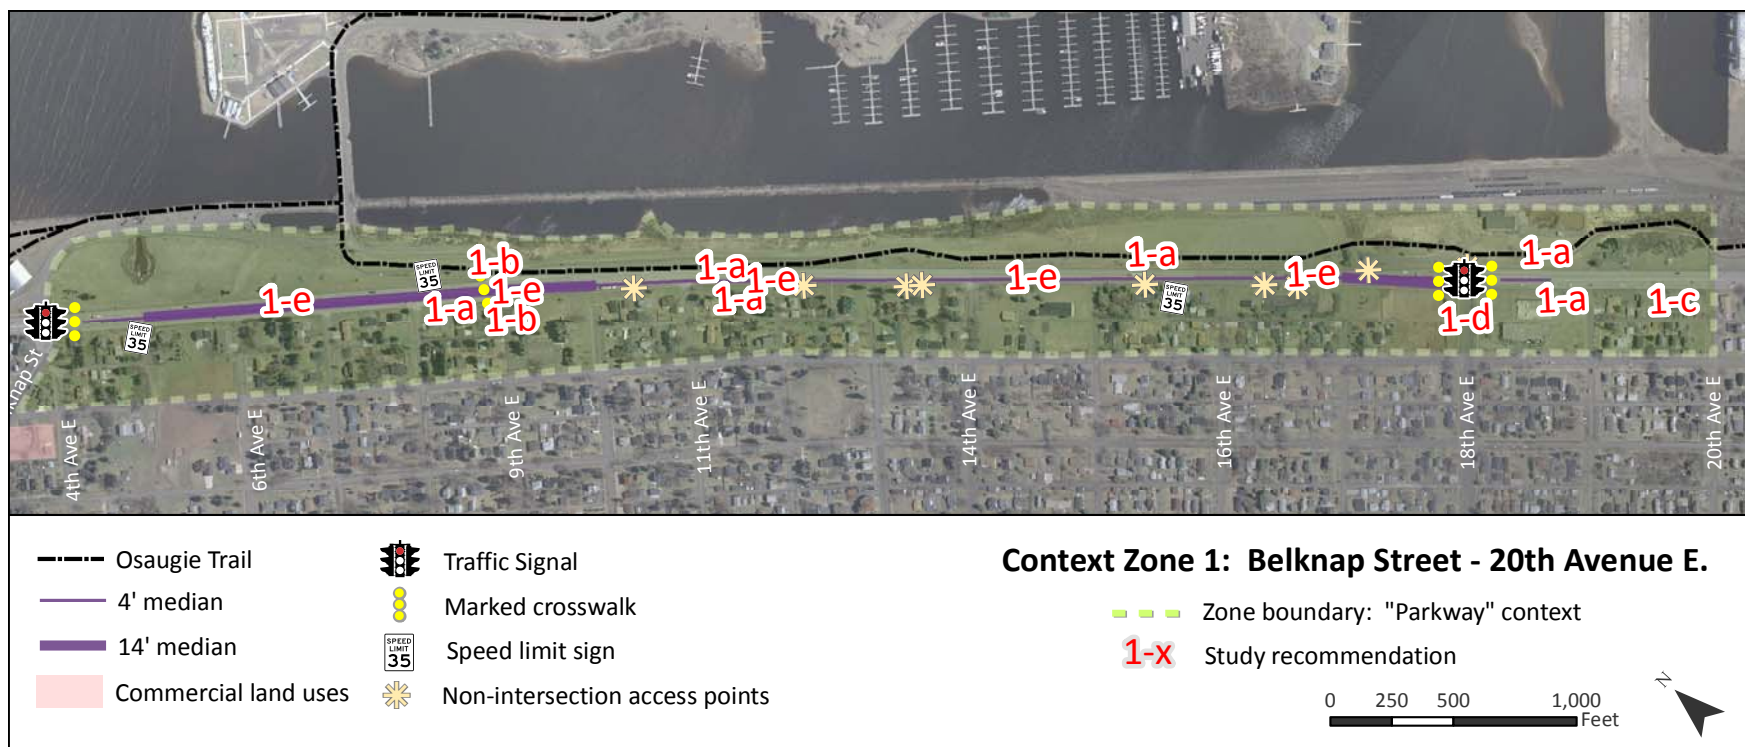 1-b
1-a
1-a
1-a
SPEED LIMIT 35
1-e
1-e
1-e
1-e
1-e
1-a
1-a
1-a
1-c
SPEED LIMIT 35
1-b
1-d
SPEED LIMIT 35
knap St
4th Ave E
6th Ave E
9th Ave E
11th Ave E
14th Ave E
16th Ave E
18th Ave E
20th Ave E
Osaugie Trail
4' median
14' median
Commercial land uses
Traffic Signal
Marked crosswalk
SPEED LIMIT 35
Speed limit sign
Non-intersection access points
Context Zone 1: Belknap Street - 20th Avenue E.
Zone boundary: "Parkway" context
1-x Study recommendation
0 250 500 1,000
Feet
N